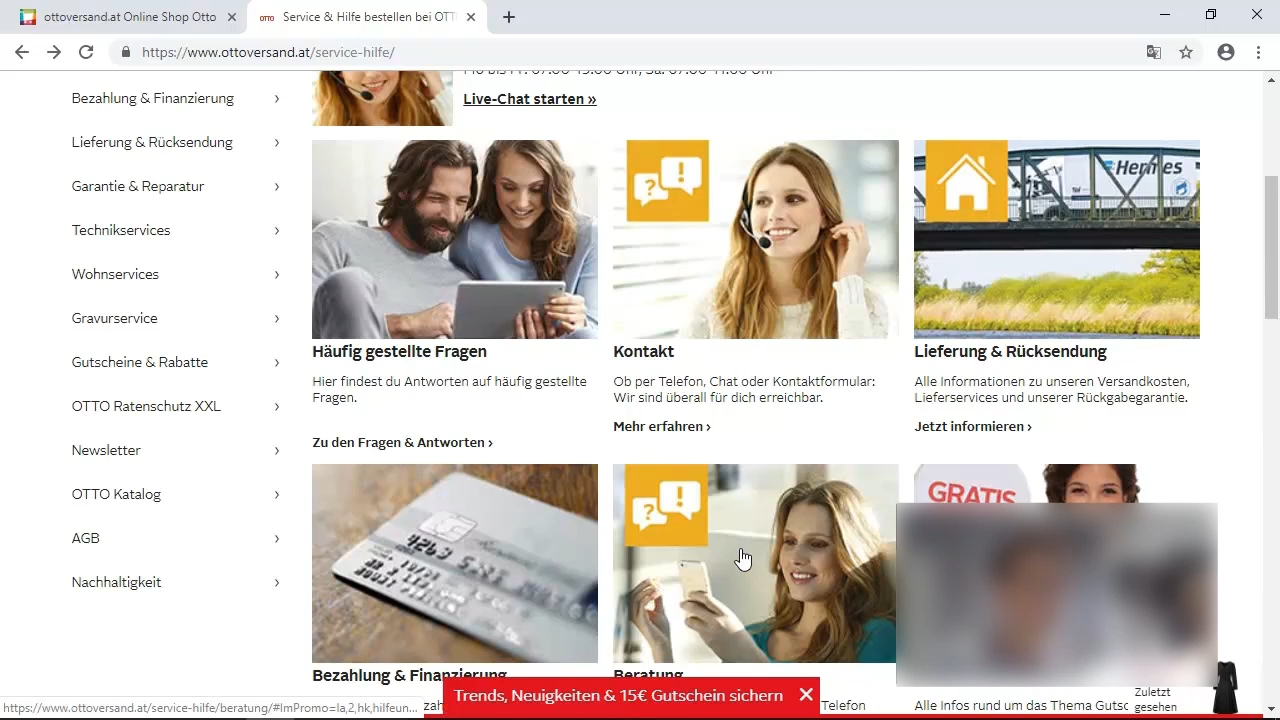 ottoversand.at Online Shop Otto
OTTO Service & Hilfe bestellen bei OTT
https://www.ottoversand.at/service-hilfe/
Live-Chat starten »
Bezahlung & Finanzierung
Lieferung & Rücksendung
Garantie & Reparatur
Technikservices
Wohnservices
Gravurservice
Gutscheine & Rabatte
OTTO Ratenschutz XXL
Newsletter
OTTO Katalog
AGB
Nachhaltigkeit
Hermes
Häufig gestellte Fragen
Hier findest du Antworten auf häufig gestellte
Fragen.
Zu den Fragen & Antworten ›
Kontakt
Ob per Telefon, Chat oder Kontaktformular:
Wir sind überall für dich erreichbar.
Mehr erfahren ›
Lieferung & Rücksendung
Alle Informationen zu unseren Versandkosten,
Lieferservices und unserer Rückgabegarantie.
Jetzt informieren ›
GRATIS
Bezahlung & Finanzierung
Beratung
Telefon
Alle Infos rund um das Thema Gutsc
Trends, Neuigkeiten & 15€ Gutschein sichern
Zuletzt
gesehen
https://www.ottoversand.at/service-hilfe/beratung/#ImPromo=la,2,hk,hilfeun...